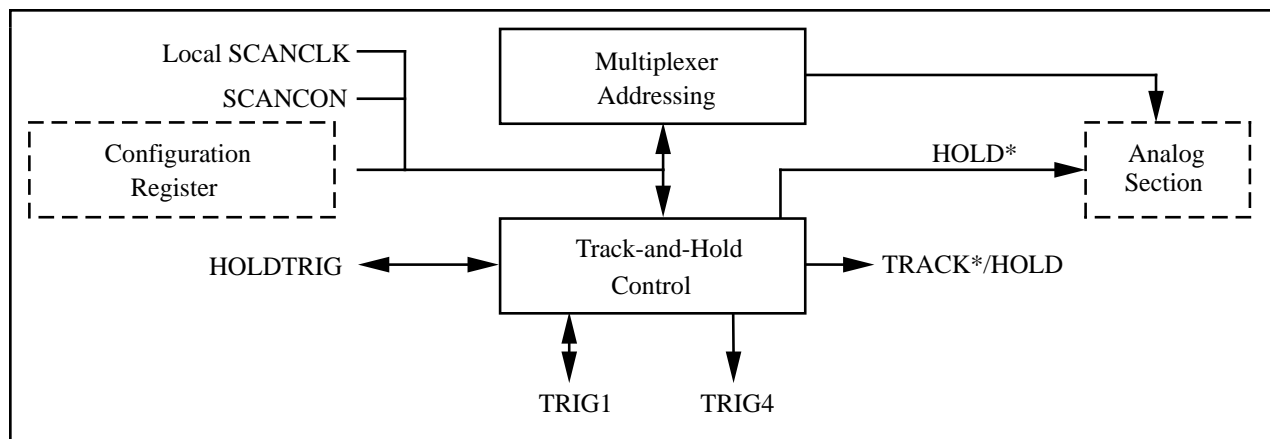 Local SCANCLK
SCANCON
Configuration
Register
Multiplexer
Addressing
HOLD*
Analog
Section
HOLDTRIG
Track-and-Hold
Control
TRACK*/HOLD
TRIG1
TRIG4